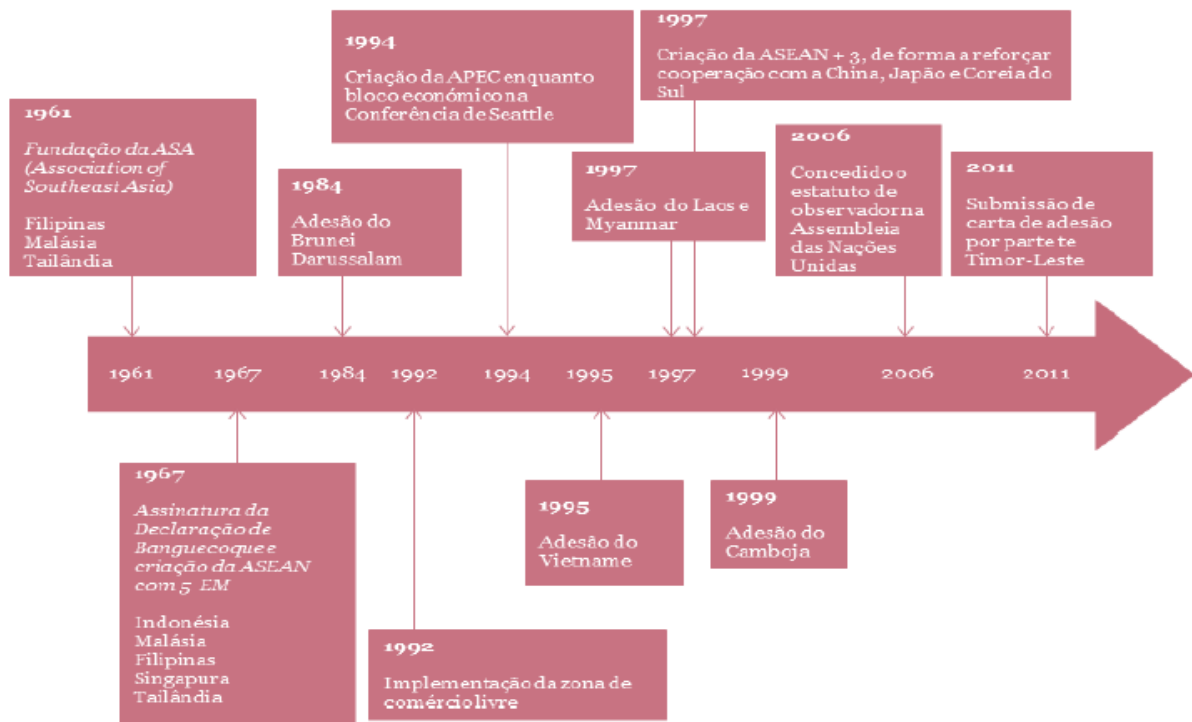 1961
Fundação da ASA
(Association of
Southeast Asia)
Filipinas
Malásia
Tailândia
1984
Adesão do
Brunei
Darussalam
1994
Criação da APEC enquanto
bloco económico na
Conferência de Seattle
1997
Adesão do Laos e
Myanmar
1997
Criação da ASEAN + 3, de forma a reforçar
cooperação com a China, Japão e Coreia do
Sul
2006
Concedido o
estatuto de
observador na
Assembleia
das Nações
Unidas
2011
Submissão de
carta de adesão
por parte te
Timor-Leste
1961 1967 1984 1992 1994 1995 1997 1999 2006 2011
1967
Assinatura da
Declaração de
Banguecoque e
criação da ASEAN
com 5 EM
Indonésia
Malásia
Filipinas
Singapura
Tailândia
1992
Implementação da zona de
comércio livre
1995
Adesão do
Vietname
1999
Adesão do
Camboja